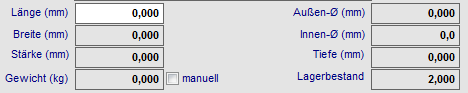 Länge (mm) 0,000 Außen-Ø (mm) 0,000
Breite (mm) 0,000 Innen-Ø (mm) 0,0
Stärke (mm) 0,000 Tiefe (mm) 0,000
Gewicht (kg) 0,000 manuell Lagerbestand 2,000